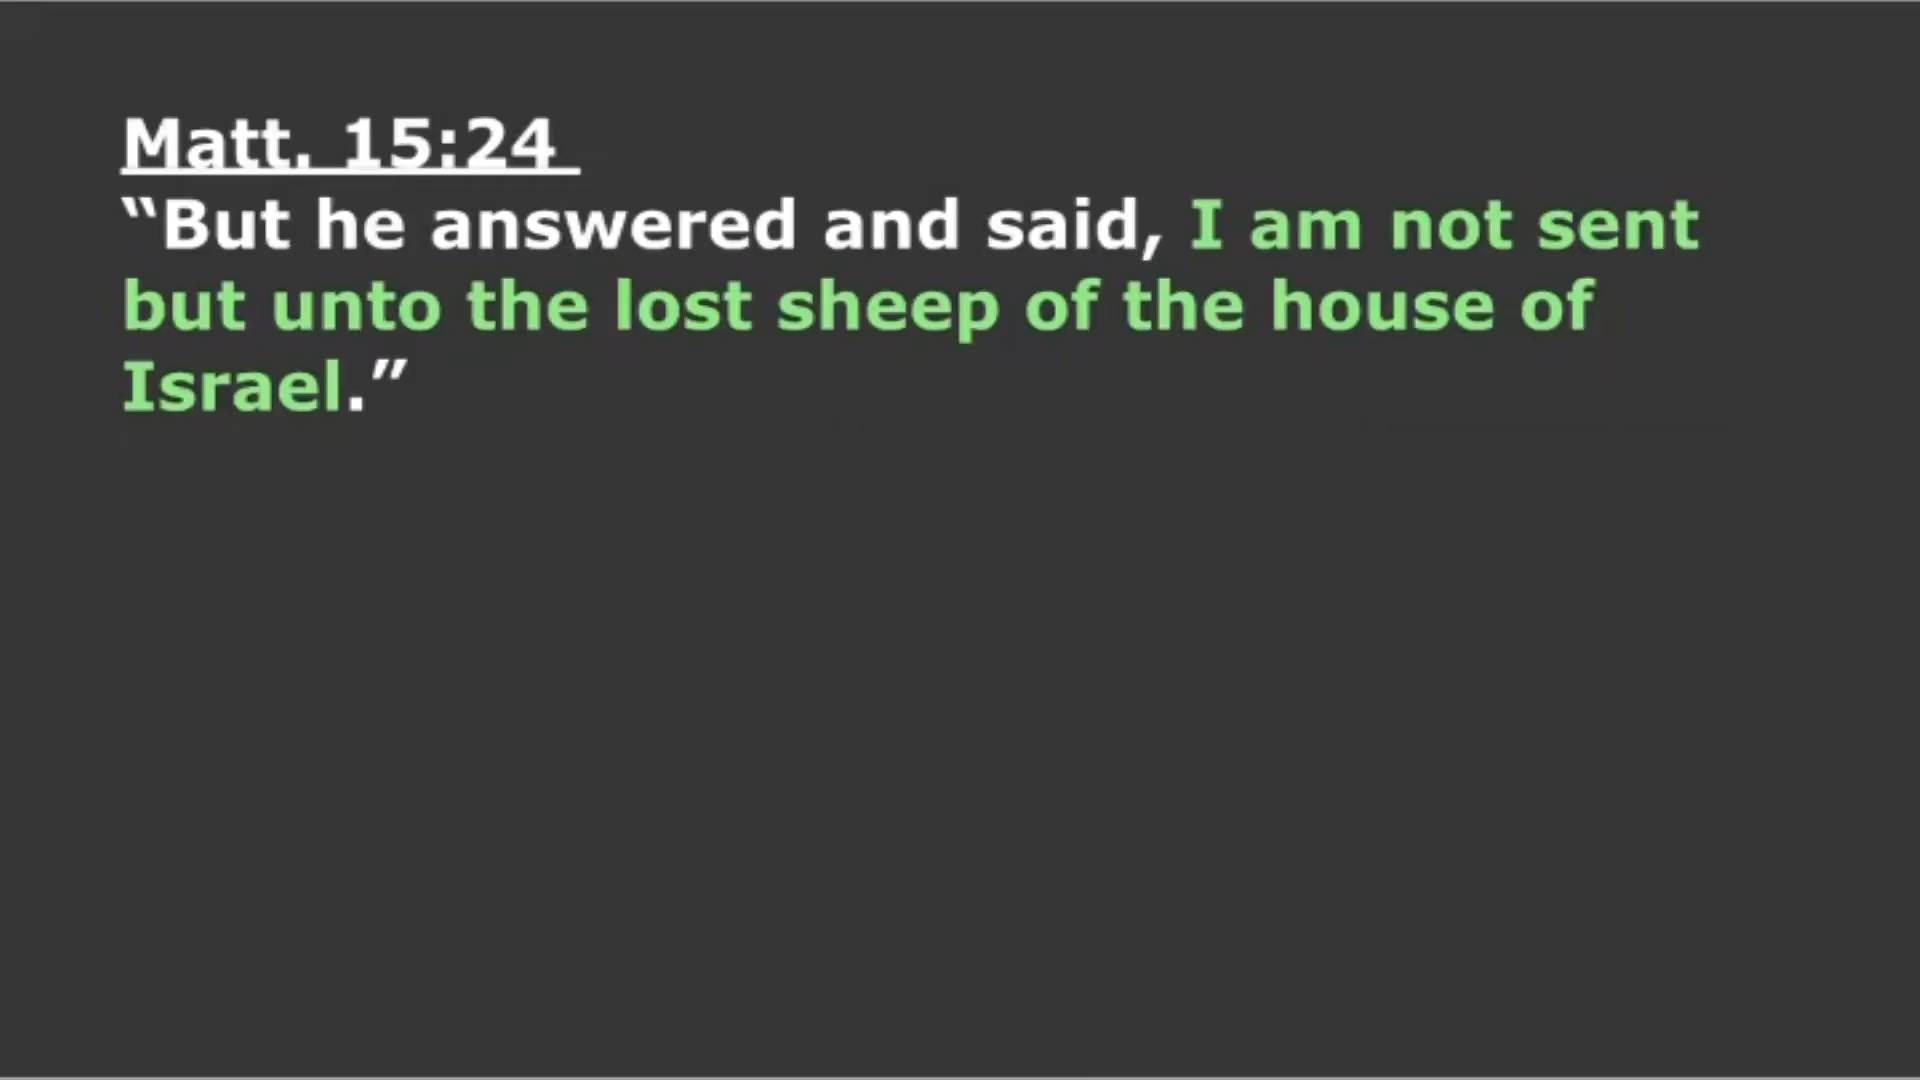 Matt. 15:24
“But he answered and said, I am not sent
but unto the lost sheep of the house of
Israel.”